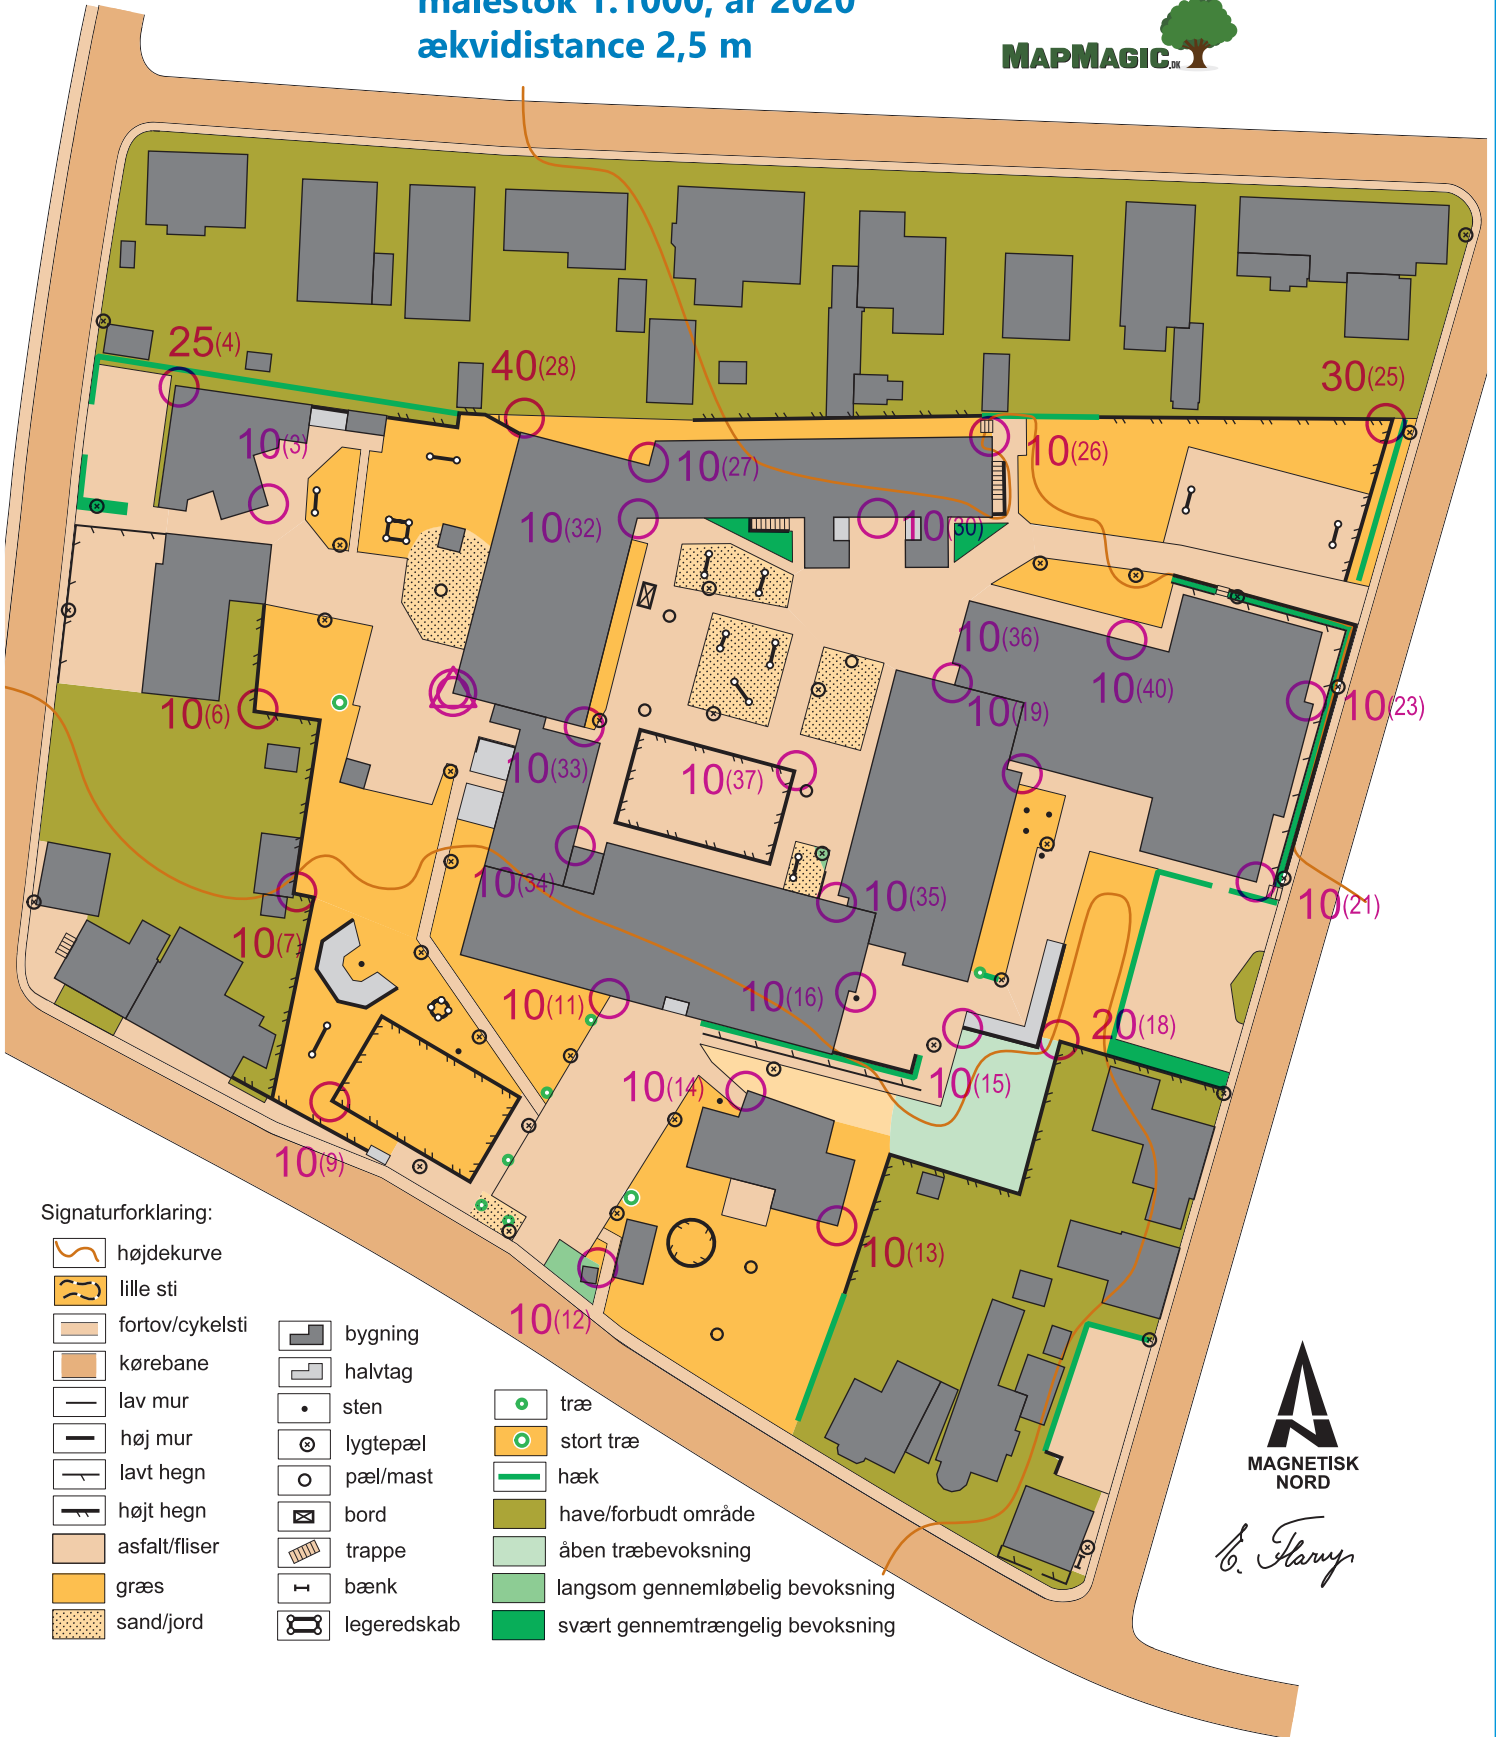 målestok 1:1000, år 2020
ækvidistance 2,5 m
MAPMAGIC.DK
25(4)
40(28)
30(25)
10(3)
10(27)
10(26)
10(32)
10(30)
10(36)
10(40)
10(6)
10(19)
10(23)
10(33)
10(37)
10(34)
10(35)
10(21)
10(7)
10(11)
10(16)
20(18)
10(14)
10(15)
10(9)
10(13)
10(12)
Signaturforklaring:
højdekurve
lille sti
fortov/cykelsti
kørebane
lav mur
høj mur
lavt hegn
højt hegn
asfalt/fliser
græs
sand/jord
bygning
halvtag
sten
lygtepæl
pæl/mast
bord
trappe
bænk
legeredskab
træ
stort træ
hæk
have/forbudt område
åben træbevoksning
langsom gennemløbelig bevoksning
svært gennemtrængelig bevoksning
MAGNETISK
NORD